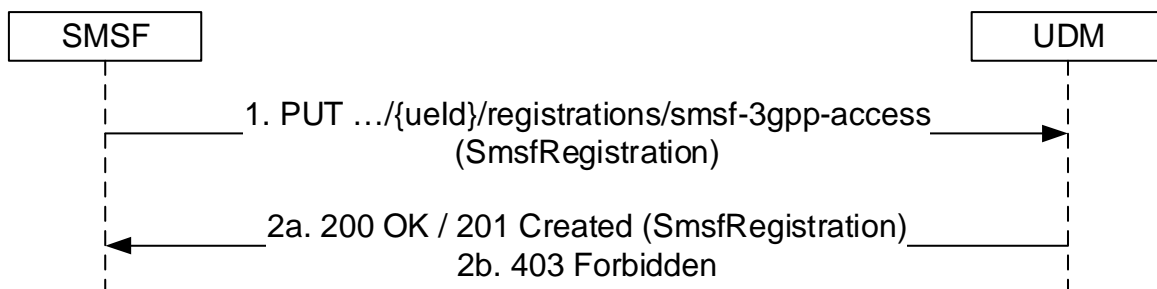 SMSF
UDM
1. PUT …/{ueId}/registrations/smsf-3gpp-access
(SmsfRegistration)
2a. 200 OK / 201 Created (SmsfRegistration)
2b. 403 Forbidden